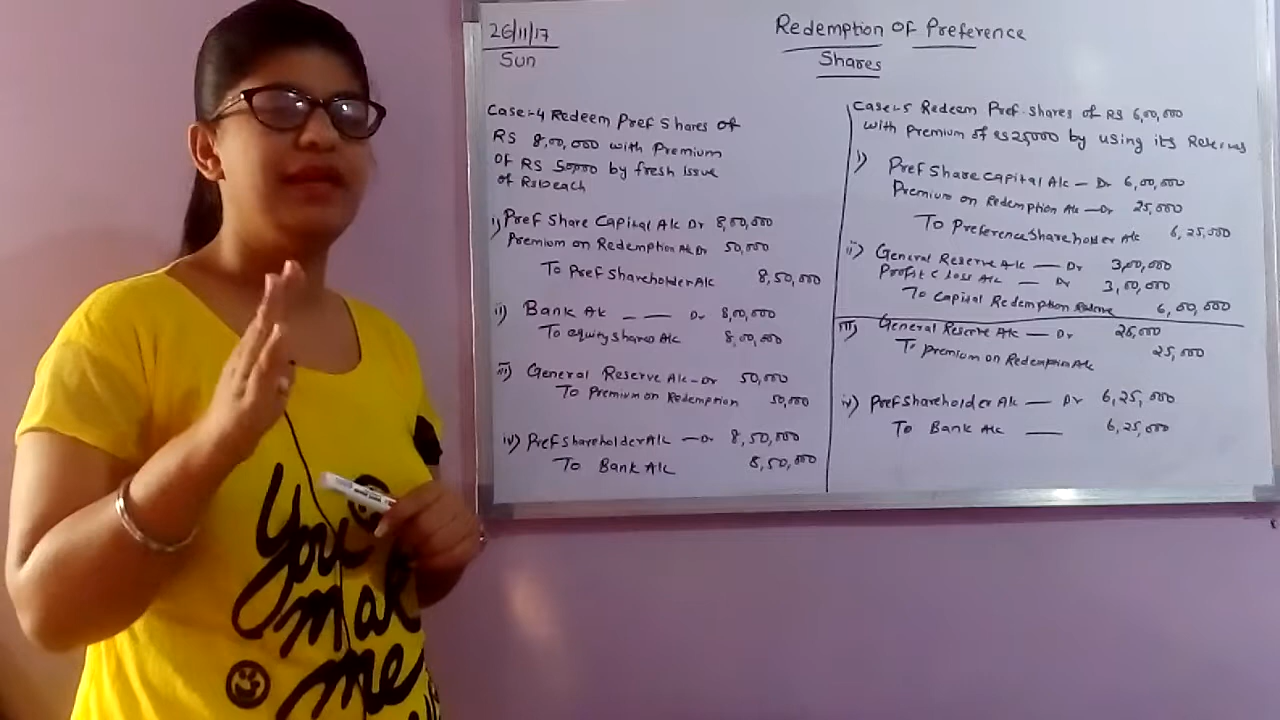 26/11/17
Sun
Redemption Of Preference
Shares
Case:-4 Redeem Pref Shares of
RS 8,00,000 with Premium
Of RS 50000 by fresh issue
of Rs10each
i) Pref Share Capital A/c Dr 8,00,000
Premium on Redemption A/c Dr 50,000
To Pref shareholder A/c 8,50,000
ii) Bank A/c — — Dr 8,00,000
To equity shares A/c 8,00,000
iii) General Reserve A/c - Dr 50,000
To Premium on Redemption 50,000
iv) Pref shareholder A/c — Dr 8,50,000
To Bank A/c 8,50,000
Case:-5 Redeem Pref. shares of RS 6,00,000
with Premium of Rs25,000 by using its Reserves
i) Pref Share capital A/c — Dr 6,00,000
Premium on Redemption A/c — Dr 25,000
To Preference Shareholder A/c 6,25,000
ii) General Reserve A/c — Dr 3,00,000
Profit & loss A/c — Dr 3,00,000
To Capital Redemption Reserve 6,00,000
iii) General Reserve A/c — Dr 25,000
To premium on Redemption A/c 25,000
iv) Pref shareholder A/c — Dr 6,25,000
To Bank A/c — 6,25,000
You
make
me